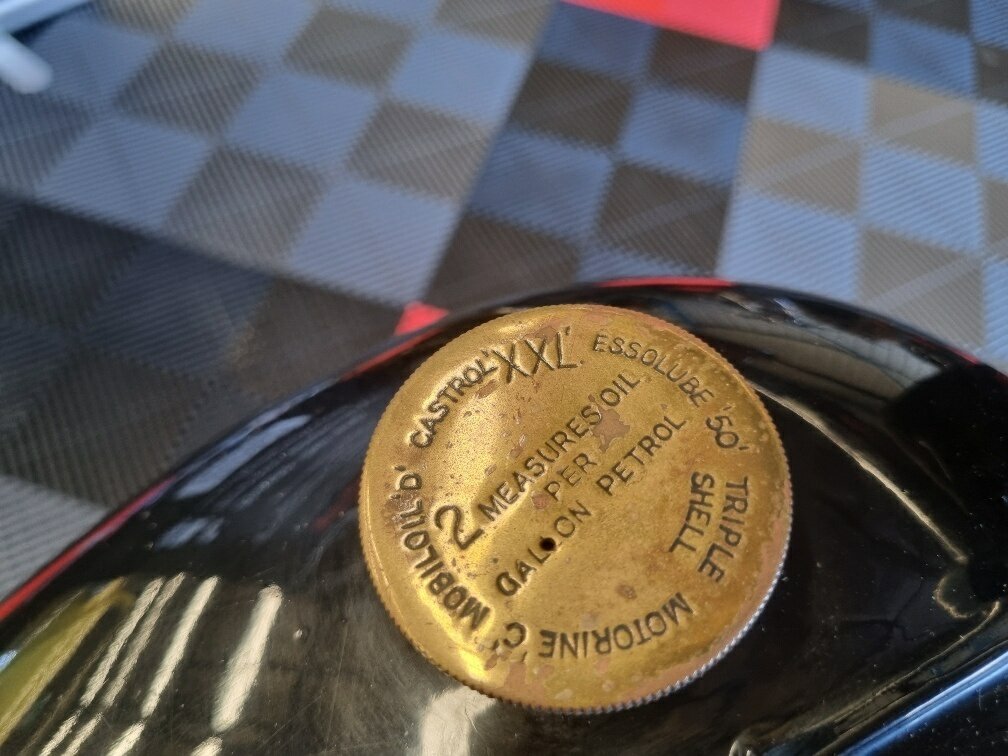 CASTROL 'XXL'
ESSOLUBE '50'
TRIPLE
SHELL
MOTORINE 'C'
MOBILOIL 'D'
2 MEASURES OIL
PER
GALLON PETROL